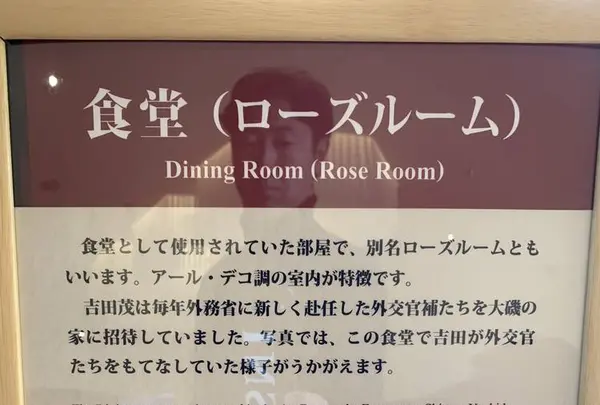 食堂（ローズルーム）
Dining Room (Rose Room)
食堂として使用されていた部屋で、別名ローズルームとも
いいます。アール・デコ調の室内が特徴です。
吉田茂は毎年外務省に新しく赴任した外交官補たちを大磯の
家に招待していました。写真では、この食堂で吉田が外交官
たちをもてなしていた様子がうかがえます。